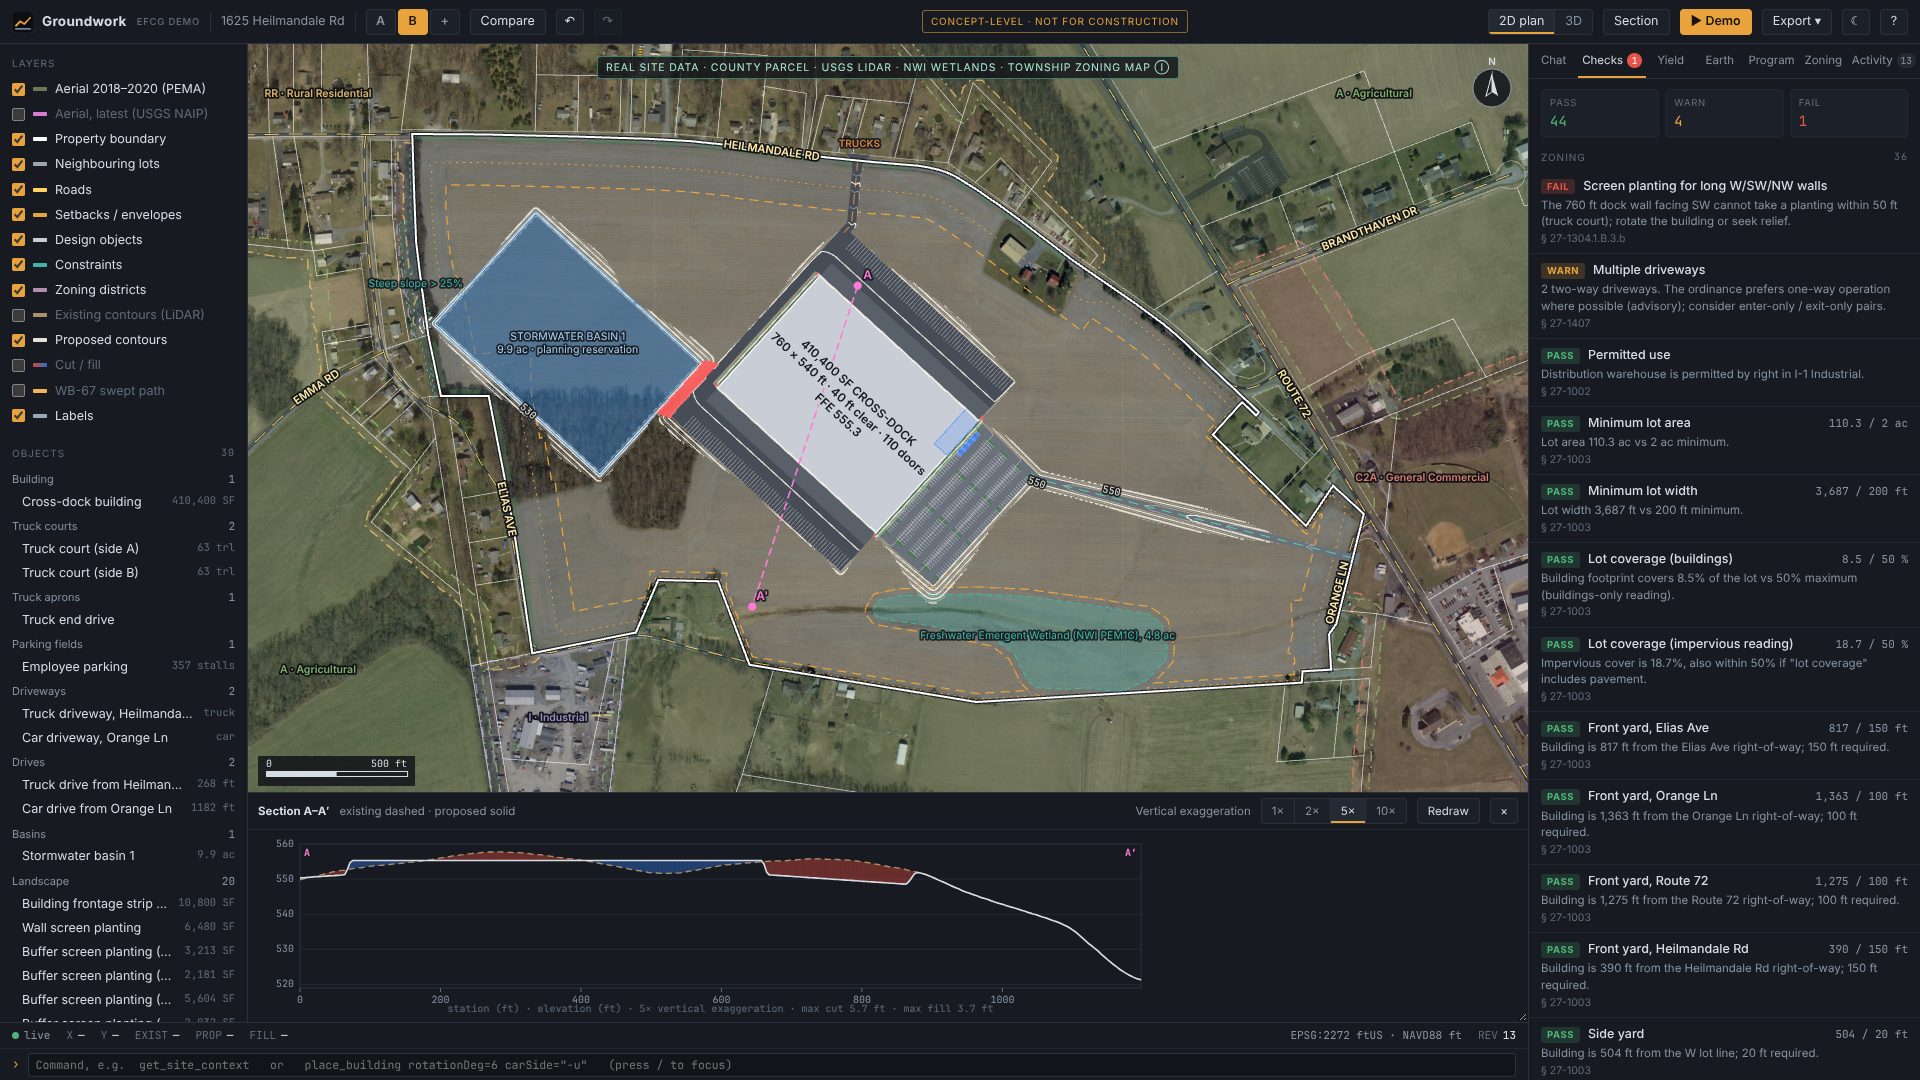 Groundwork EFCG DEMO 1625 Heilmandale Rd A B + Compare ↶ ↷ CONCEPT-LEVEL · NOT FOR CONSTRUCTION 2D plan 3D Section ▶ Demo Export ▾ ☾ ?
LAYERS
Aerial 2018–2020 (PEMA)
Aerial, latest (USGS NAIP)
Property boundary
Neighbouring lots
Roads
Setbacks / envelopes
Design objects
Constraints
Zoning districts
Existing contours (LiDAR)
Proposed contours
Cut / fill
WB-67 swept path
Labels
OBJECTS 30
Building 1
Cross-dock building 410,400 SF
Truck courts 2
Truck court (side A) 63 trl
Truck court (side B) 63 trl
Truck aprons 1
Truck end drive
Parking fields 1
Employee parking 357 stalls
Driveways 2
Truck driveway, Heilmanda... truck
Car driveway, Orange Ln car
Drives 2
Truck drive from Heilman... 268 ft
Car drive from Orange Ln 1182 ft
Basins 1
Stormwater basin 1 9.9 ac
Landscape 20
Building frontage strip ... 10,800 SF
Wall screen planting 6,480 SF
Buffer screen planting (... 3,213 SF
Buffer screen planting (... 2,181 SF
Buffer screen planting (... 5,604 SF
REAL SITE DATA · COUNTY PARCEL · USGS LIDAR · NWI WETLANDS · TOWNSHIP ZONING MAP ⓘ
N
RR · Rural Residential
A · Agricultural
HEILMANDALE RD
TRUCKS
BRANDTHAVEN DR
Steep slope > 25%
A
STORMWATER BASIN 1
9.9 ac · planning reservation
410,400 SF CROSS-DOCK
760 × 540 ft · 40 ft clear · 110 doors
FFE 555.3
EMMA RD
ROUTE 72
530
550
550
C2A · General Commercial
ELIAS AVE
A'
ORANGE LN
Freshwater Emergent Wetland (NWI PEM1C), 4.8 ac
A · Agricultural
I · Industrial
0 500 ft
Section A–A' existing dashed · proposed solid Vertical exaggeration 1× 2× 5× 10× Redraw ×
560
550
540
530
520
A A'
0 200 400 600 800 1000
station (ft) · elevation (ft) · 5× vertical exaggeration · max cut 5.7 ft · max fill 3.7 ft
live X — Y — EXIST — PROP — FILL — EPSG:2272 ftUS · NAVD88 ft REV 13
› Command, e.g. get_site_context or place_building rotationDeg=6 carSide="-u" (press / to focus)
Chat Checks 1 Yield Earth Program Zoning Activity 13
PASS WARN FAIL
44 4 1
ZONING 36
FAIL Screen planting for long W/SW/NW walls
The 760 ft dock wall facing SW cannot take a planting within 50 ft
(truck court); rotate the building or seek relief.
§ 27-1304.1.B.3.b
WARN Multiple driveways
2 two-way driveways. The ordinance prefers one-way operation
where possible (advisory); consider enter-only / exit-only pairs.
§ 27-1407
PASS Permitted use
Distribution warehouse is permitted by right in I-1 Industrial.
§ 27-1002
PASS Minimum lot area 110.3 / 2 ac
Lot area 110.3 ac vs 2 ac minimum.
§ 27-1003
PASS Minimum lot width 3,687 / 200 ft
Lot width 3,687 ft vs 200 ft minimum.
§ 27-1003
PASS Lot coverage (buildings) 8.5 / 50 %
Building footprint covers 8.5% of the lot vs 50% maximum
(buildings-only reading).
§ 27-1003
PASS Lot coverage (impervious reading) 18.7 / 50 %
Impervious cover is 18.7%, also within 50% if "lot coverage"
includes pavement.
§ 27-1003
PASS Front yard, Elias Ave 817 / 150 ft
Building is 817 ft from the Elias Ave right-of-way; 150 ft required.
§ 27-1003
PASS Front yard, Orange Ln 1,363 / 100 ft
Building is 1,363 ft from the Orange Ln right-of-way; 100 ft
required.
§ 27-1003
PASS Front yard, Route 72 1,275 / 100 ft
Building is 1,275 ft from the Route 72 right-of-way; 100 ft required.
§ 27-1003
PASS Front yard, Heilmandale Rd 390 / 150 ft
Building is 390 ft from the Heilmandale Rd right-of-way; 150 ft
required.
§ 27-1003
PASS Side yard 504 / 20 ft
Building is 504 ft from the W lot line; 20 ft required.
§ 27-1003